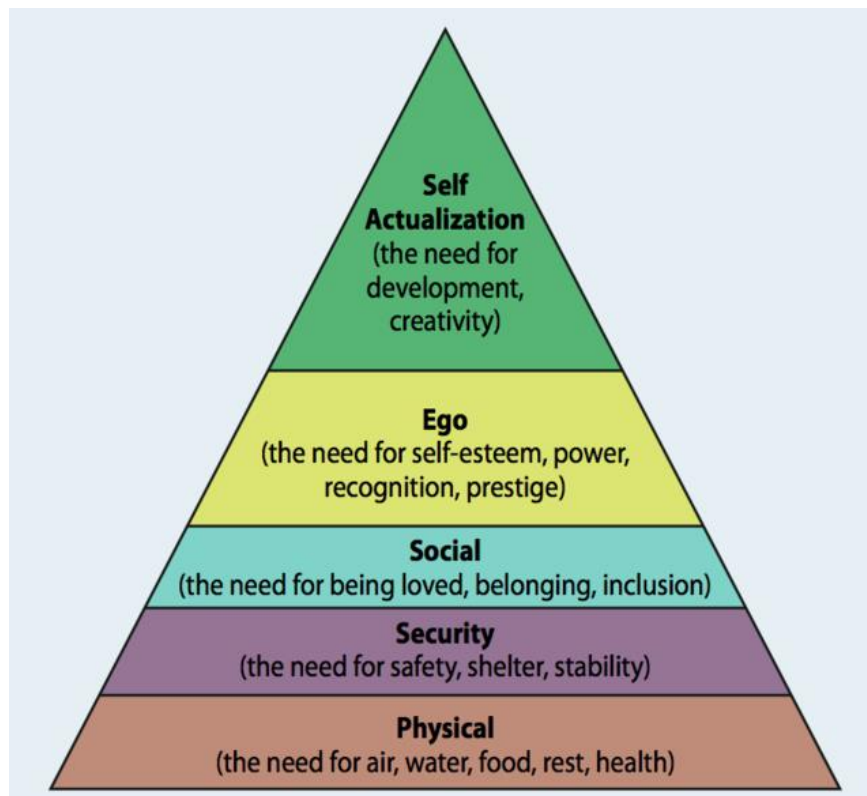 Self
Actualization
(the need for
development,
creativity)
Ego
(the need for self-esteem, power,
recognition, prestige)
Social
(the need for being loved, belonging, inclusion)
Security
(the need for safety, shelter, stability)
Physical
(the need for air, water, food, rest, health)